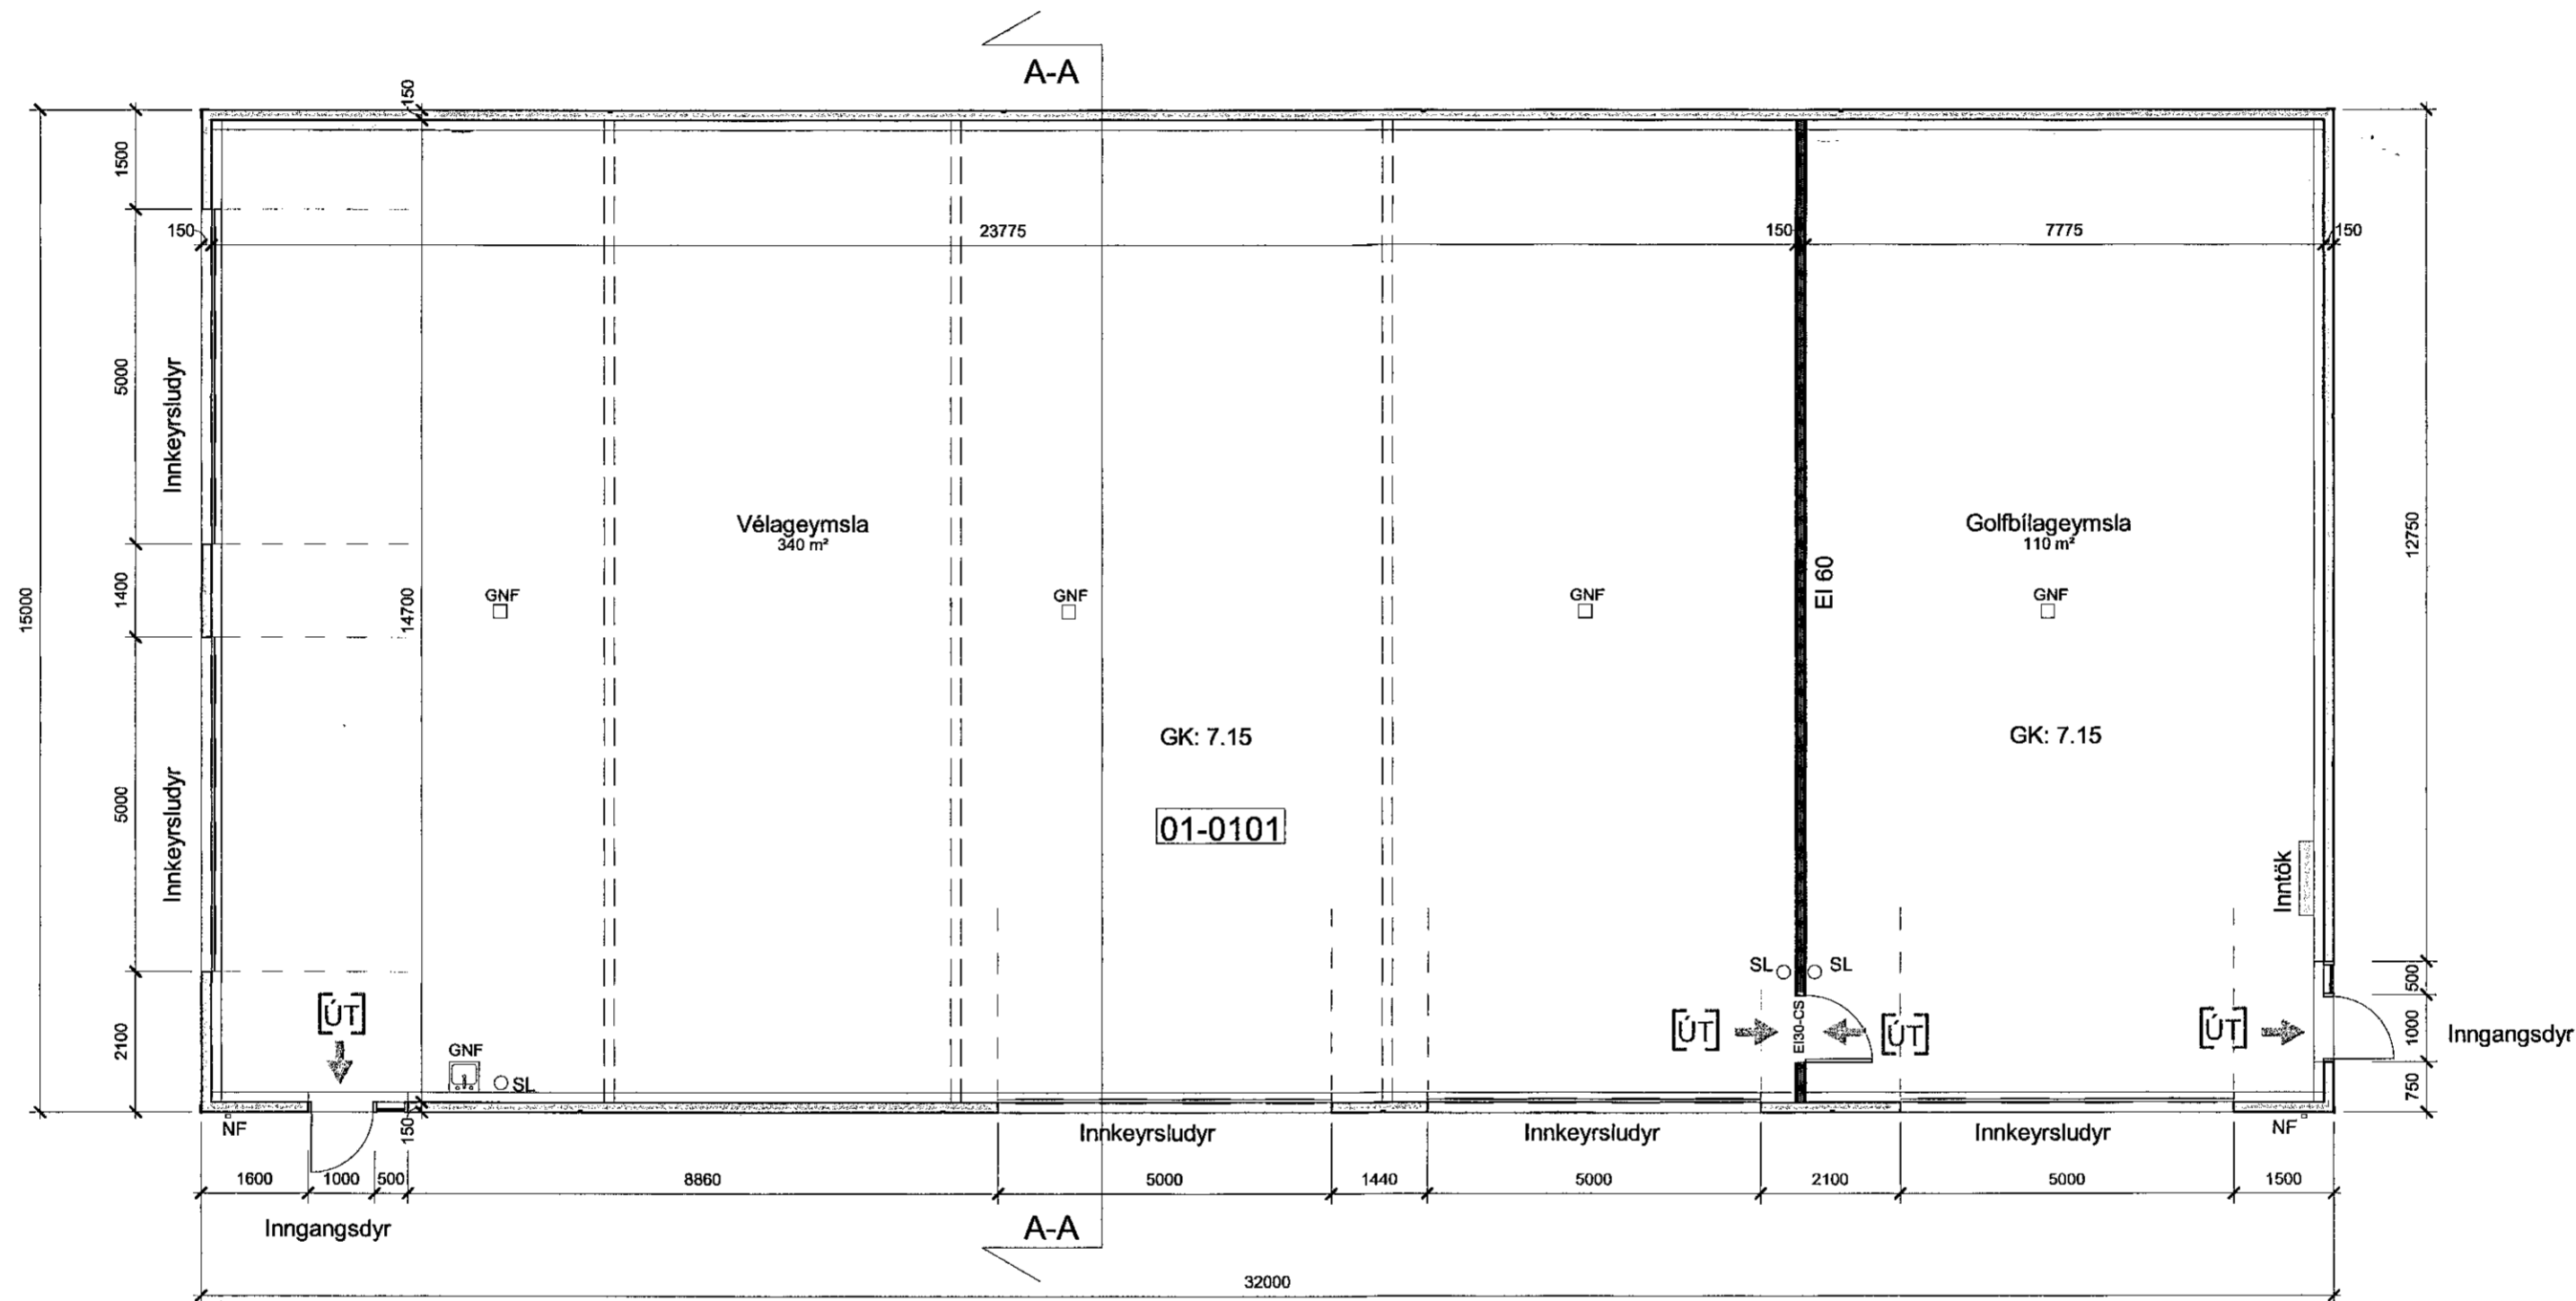 A-A
150
1500
150
23775
150
7775
150
5000
Innkeyrsludyr
Vélageymsla
340 m²
Golfbílageymsla
110 m²
12750
EI 60
15000
1400
14700
GNF
GNF
GNF
GNF
GK: 7.15
GK: 7.15
5000
Innkeyrsludyr
01-0101
Inntök
SL
SL
500
[ÚT]
2100
GNF
SL
[ÚT]
EI30-CS
[ÚT]
[ÚT]
1000
Inngangsdyr
750
NF
150
Innkeyrsludyr
Innkeyrsludyr
Innkeyrsludyr
NF
1600
1000
500
8860
5000
1440
5000
2100
5000
1500
Inngangsdyr
A-A
32000